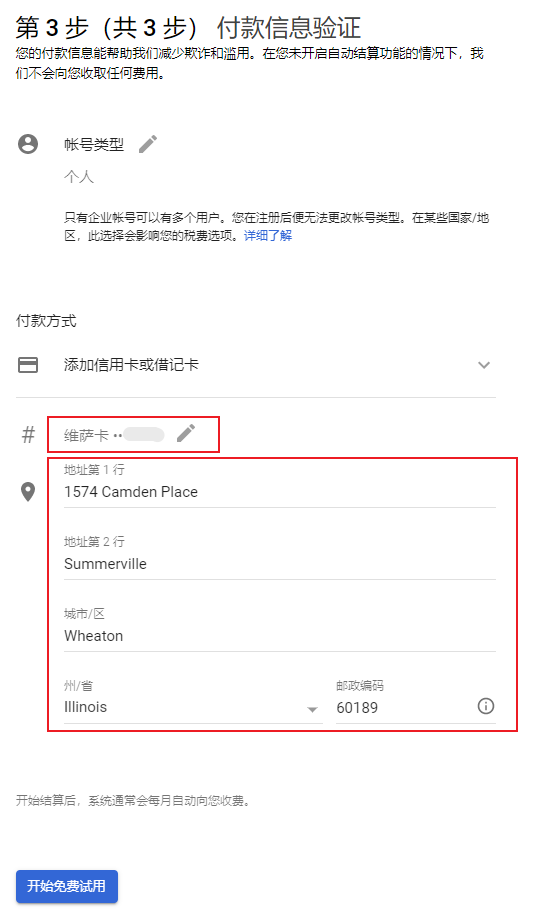 第 3 步（共 3 步） 付款信息验证
您的付款信息能帮助我们减少欺诈和滥用。在您未开启自动结算功能的情况下，我
们不会向您收取任何费用。
帐号类型
个人
只有企业帐号可以有多个用户。您在注册后便无法更改帐号类型。在某些国家/地
区，此选择会影响您的税费选项。详细了解
付款方式
添加信用卡或借记卡
# 维萨卡 ••
地址第 1 行
1574 Camden Place
地址第 2 行
Summerville
城市/区
Wheaton
州/省 邮政编码
Illinois 60189
开始结算后，系统通常会每月自动向您收费。
开始免费试用